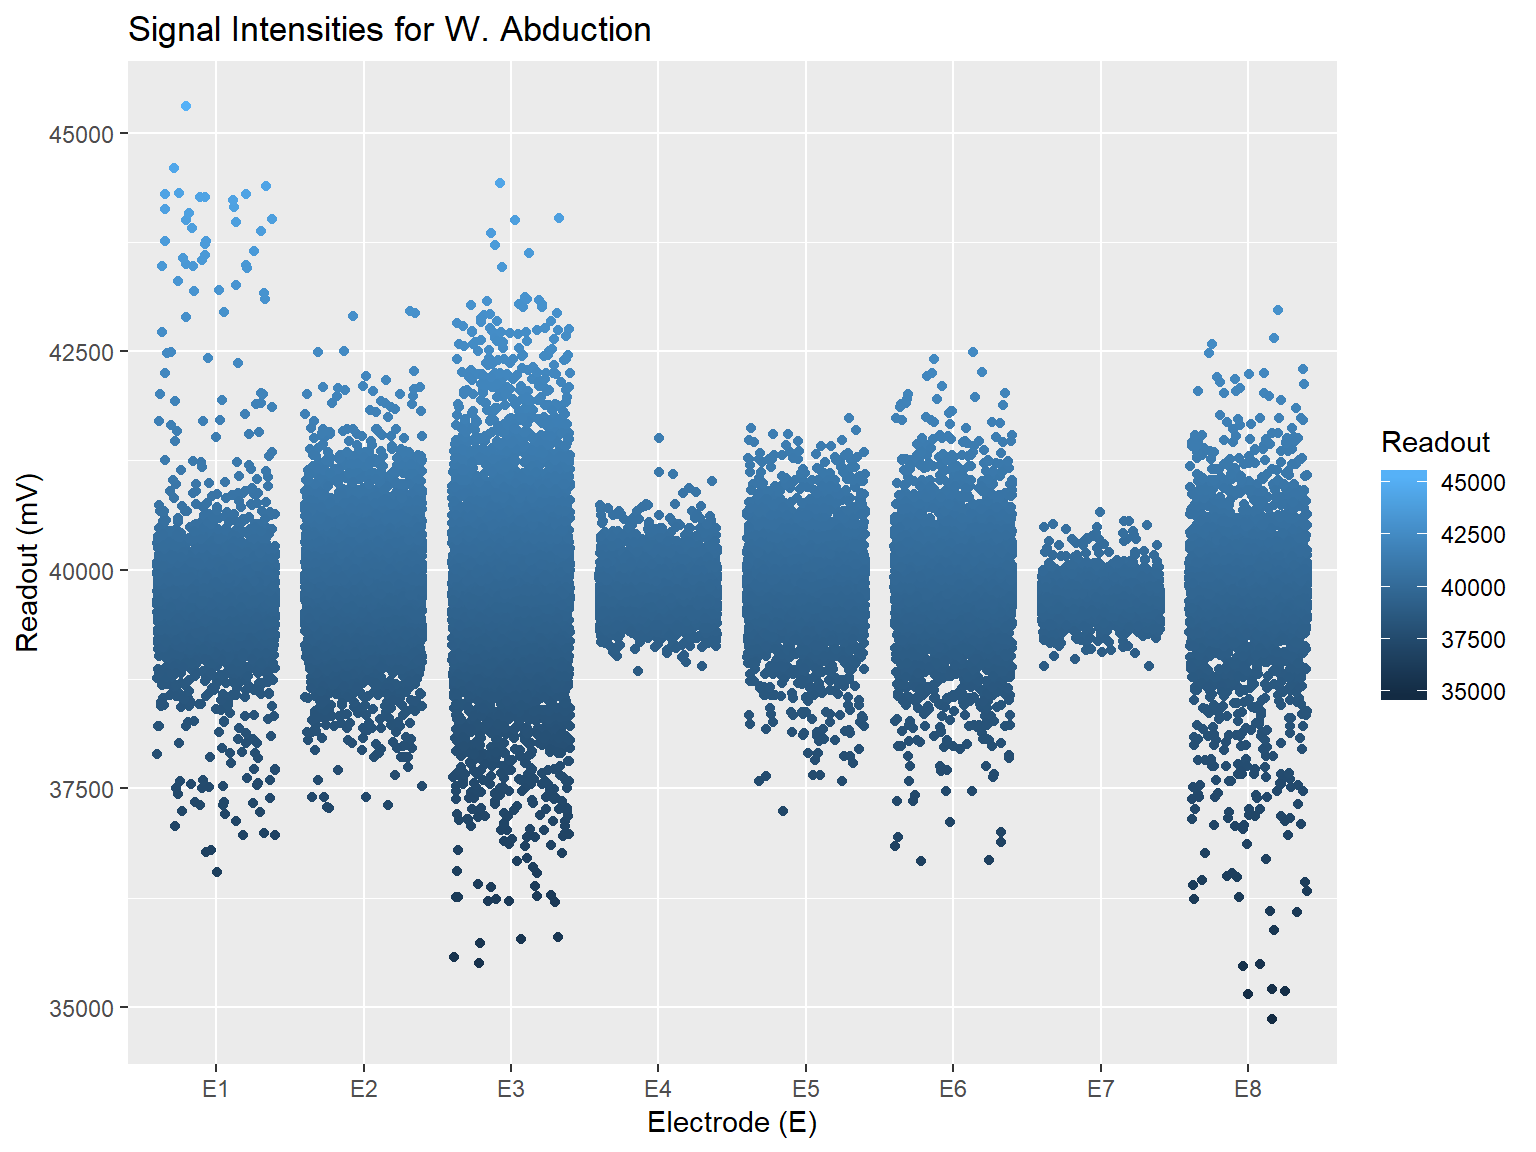 Signal Intensities for W. Abduction
Readout (mV)
45000
42500
40000
37500
35000
E1 E2 E3 E4 E5 E6 E7 E8
Electrode (E)
Readout
45000
42500
40000
37500
35000